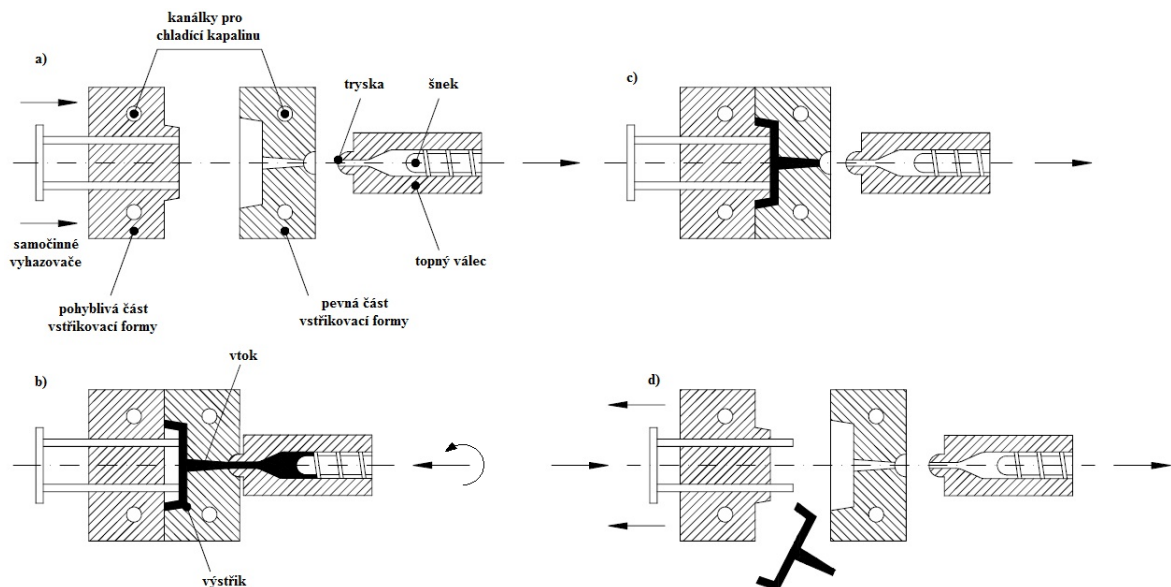 kanálky pro
chladící kapalinu
a)
tryska
šnek
samočinné
vyhazovače
topný válec
pohyblivá část
vstřikovací formy
pevná část
vstřikovací formy
c)
b)
vtok
výstřik
d)